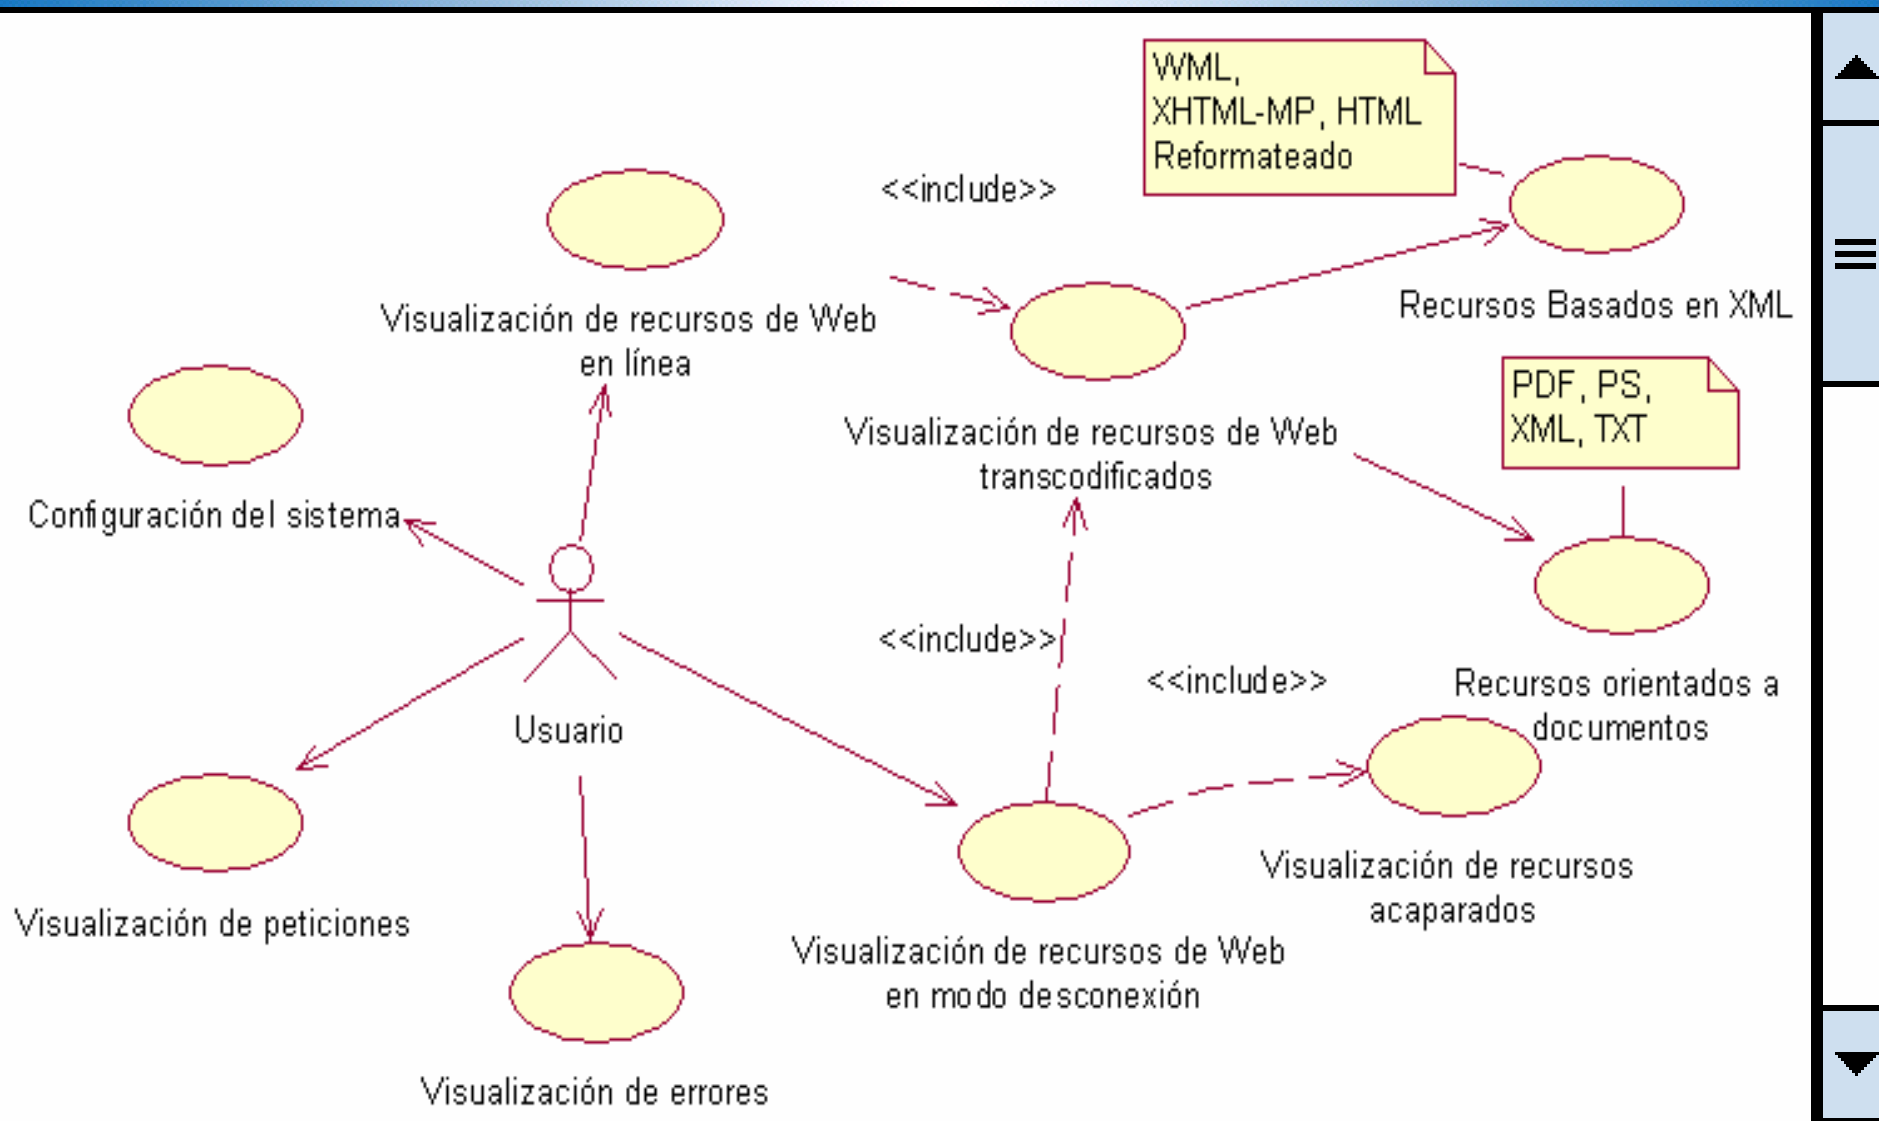 WML,
XHTML-MP, HTML
Reformateado
<<include>>
Recursos Basados en XML
Visualización de recursos de Web
en línea
PDF, PS,
XML, TXT
Visualización de recursos de Web
transcodificados
Configuración del sistema
<<include>>
<<include>>
Recursos orientados a
documentos
Usuario
Visualización de recursos
acaparados
Visualización de peticiones
Visualización de recursos de Web
en modo desconexión
Visualización de errores